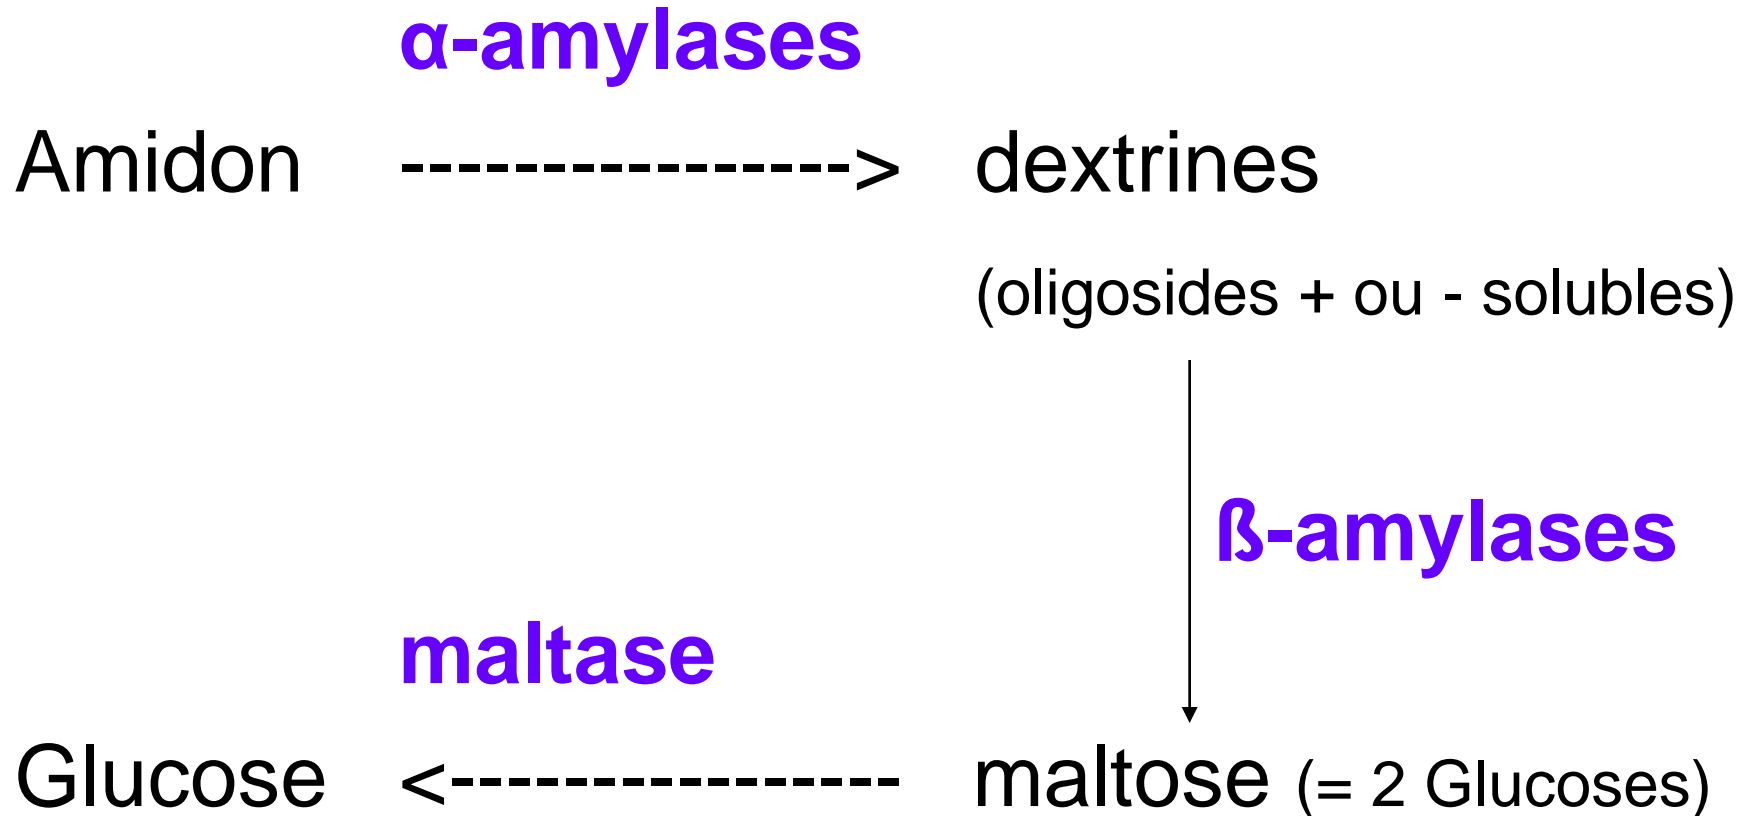 α-amylases
Amidon ----------------> dextrines
(oligosides + ou - solubles)
ß-amylases
maltase
Glucose <---------------- maltose (= 2 Glucoses)